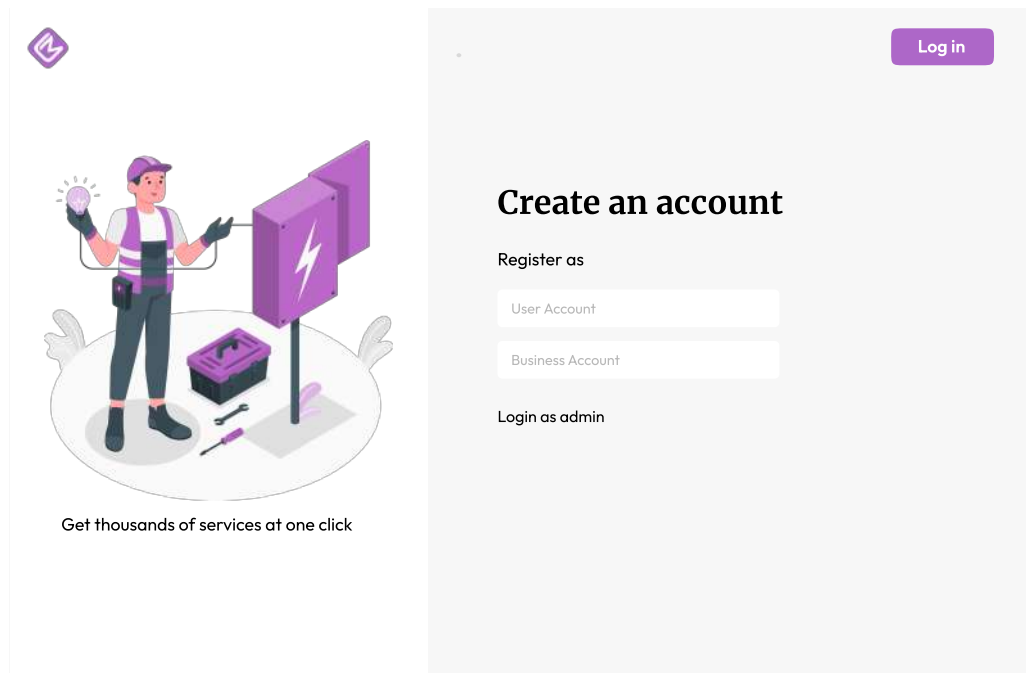 Log in
Create an account
Register as
User Account
Business Account
Login as admin
Get thousands of services at one click